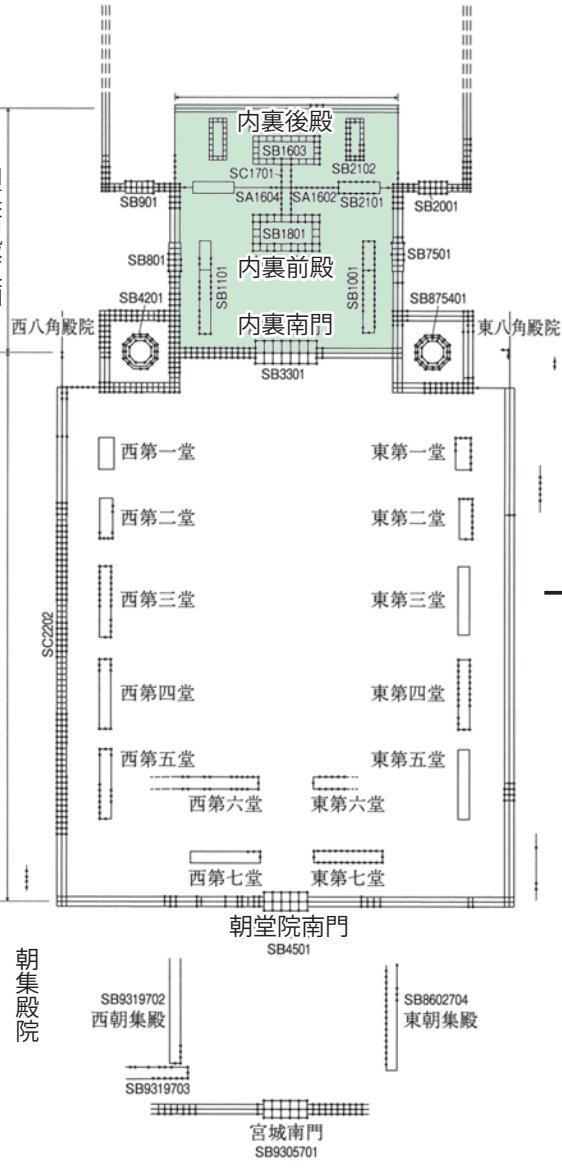 内裏後殿
SB1603
SC1701
SB2102
SA1604
SA1602
SB2101
SB901
SB2001
SB1801
SB801
SB7501
内裏前殿
SB1101
SB1001
SB4201
SB875401
西八角殿院
内裏南門
東八角殿院
SB3301
西第一堂
東第一堂
西第二堂
東第二堂
西第三堂
東第三堂
SC2202
西第四堂
東第四堂
西第五堂
東第五堂
西第六堂
東第六堂
西第七堂
東第七堂
朝堂院南門
SB4501
朝集殿院
SB9319702
西朝集殿
SB8602704
東朝集殿
SB9319703
宮城南門
SB9305701